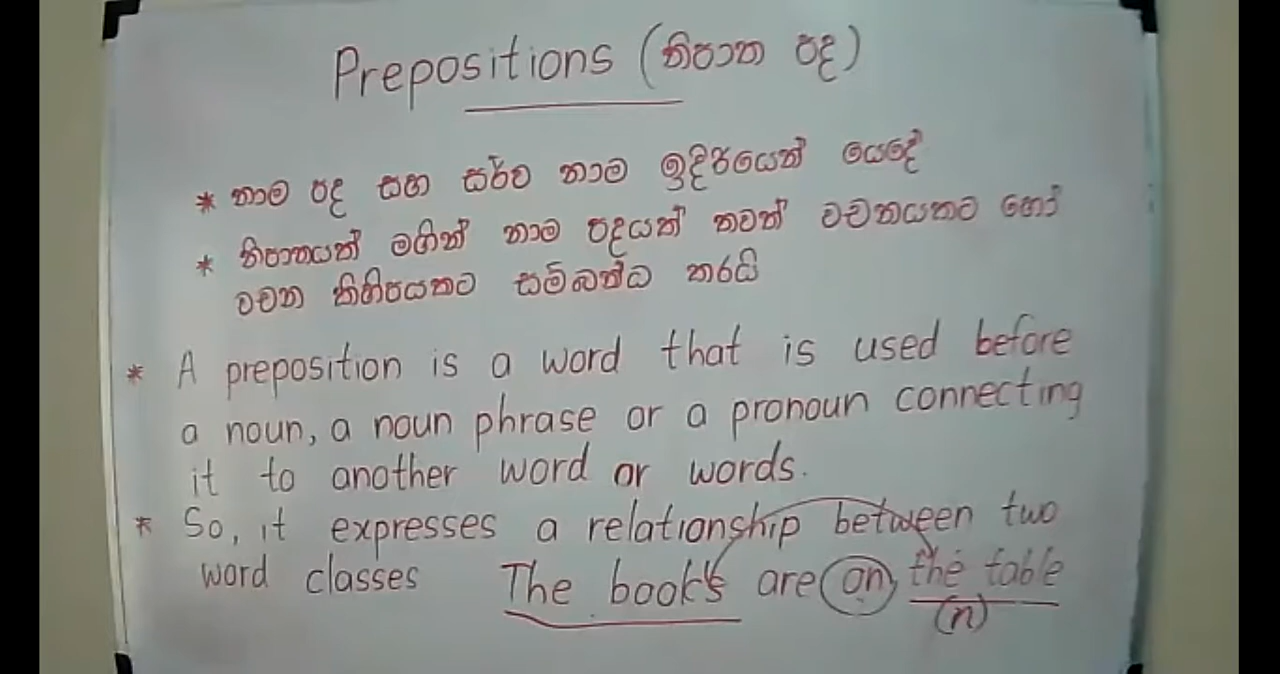 Prepositions (නිපාත පද)
* නාම පද සහ සර්ව නාම ඉදිරියෙන් යෙදේ
* නිපාතයක් මගින් නාම පදයක් තවත් වචනයකට හෝ
වචන කිහිපයකට සම්බන්ධ කරයි
* A preposition is a word that is used before
a noun, a noun phrase or a pronoun connecting
it to another word or words.
* So, it expresses a relationship between two
word classes The books are on the table
(n)